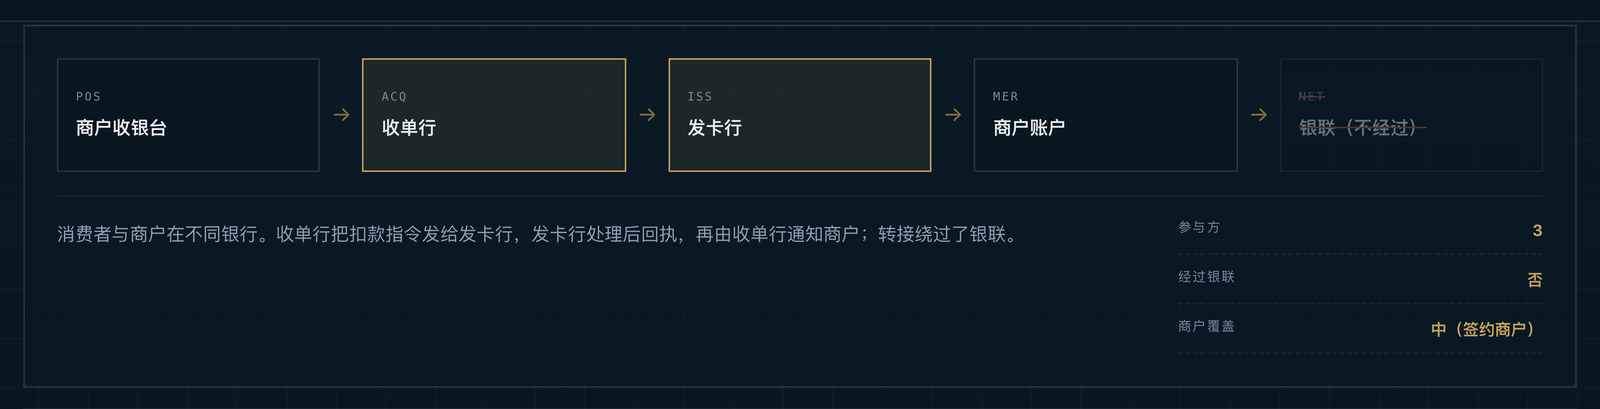 POS
商户收银台
→
ACQ
收单行
→
ISS
发卡行
→
MER
商户账户
→
NET
银联（不经过）
消费者与商户在不同银行。收单行把扣款指令发给发卡行，发卡行处理后回执，再由收单行通知商户；转接绕过了银联。
参与方 3
经过银联 否
商户覆盖 中（签约商户）